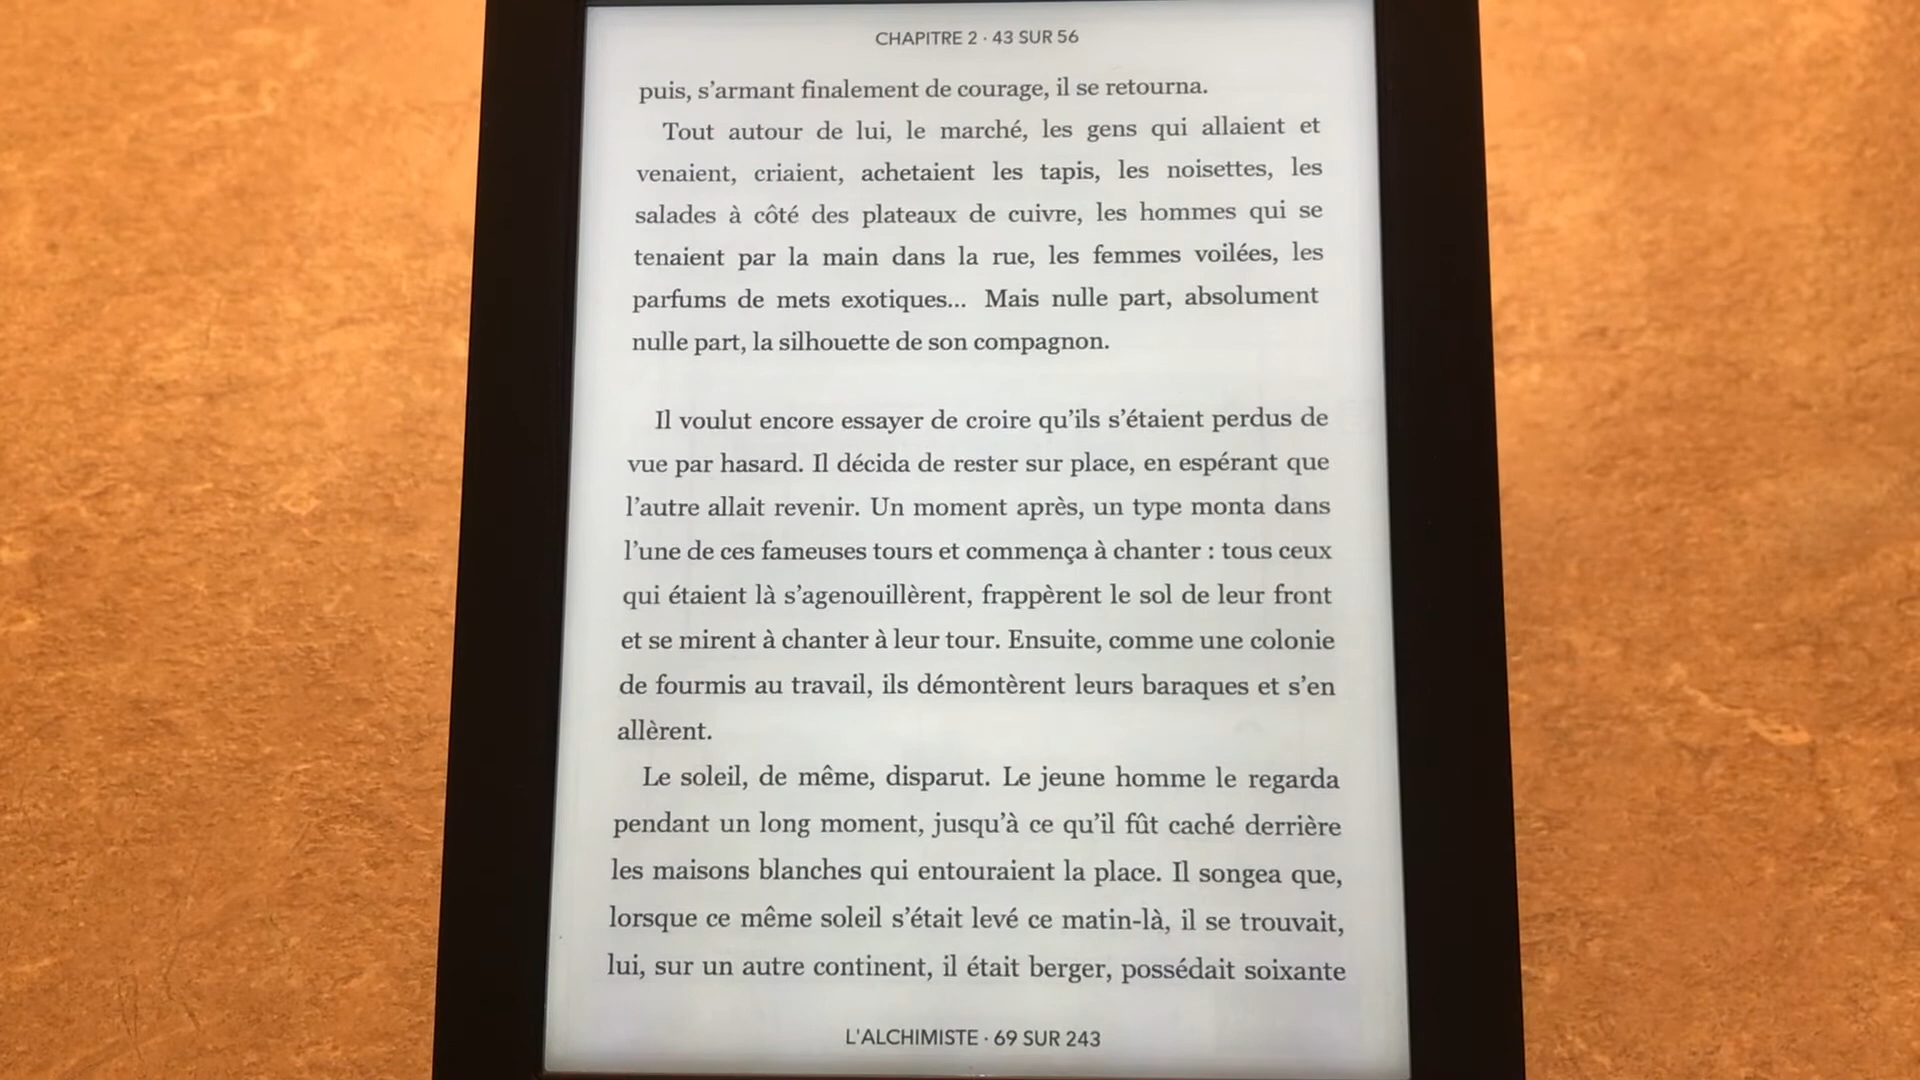 CHAPITRE 2 · 43 SUR 56
puis, s’armant finalement de courage, il se retourna.
Tout autour de lui, le marché, les gens qui allaient et
venaient, criaient, achetaient les tapis, les noisettes, les
salades à côté des plateaux de cuivre, les hommes qui se
tenaient par la main dans la rue, les femmes voilées, les
parfums de mets exotiques... Mais nulle part, absolument
nulle part, la silhouette de son compagnon.
Il voulut encore essayer de croire qu’ils s’étaient perdus de
vue par hasard. Il décida de rester sur place, en espérant que
l’autre allait revenir. Un moment après, un type monta dans
l’une de ces fameuses tours et commença à chanter : tous ceux
qui étaient là s’agenouillèrent, frappèrent le sol de leur front
et se mirent à chanter à leur tour. Ensuite, comme une colonie
de fourmis au travail, ils démontèrent leurs baraques et s’en
allèrent.
Le soleil, de même, disparut. Le jeune homme le regarda
pendant un long moment, jusqu’à ce qu’il fût caché derrière
les maisons blanches qui entouraient la place. Il songea que,
lorsque ce même soleil s’était levé ce matin-là, il se trouvait,
lui, sur un autre continent, il était berger, possédait soixante
L'ALCHIMISTE · 69 SUR 243